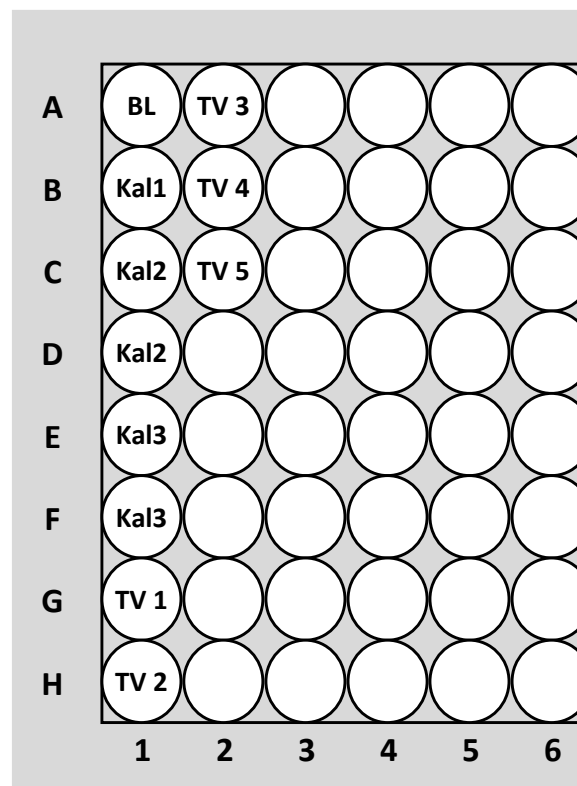 A BL TV 3
B Kal1 TV 4
C Kal2 TV 5
D Kal2
E Kal3
F Kal3
G TV 1
H TV 2
1 2 3 4 5 6